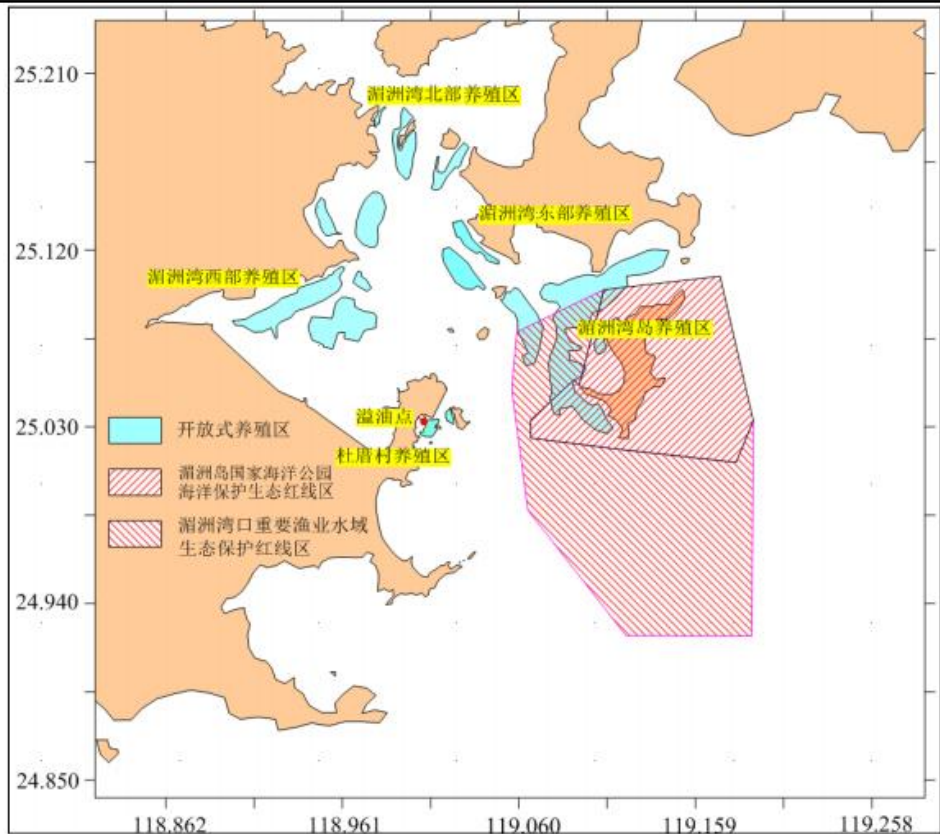 25.210
湄洲湾北部养殖区
湄洲湾东部养殖区
25.120
湄洲湾西部养殖区
湄洲湾岛养殖区
溢油点
25.030
开放式养殖区
杜厝村养殖区
湄洲岛国家海洋公园
海洋保护生态红线区
湄洲湾口重要渔业水域
生态保护红线区
24.940
24.850
118.862
118.961
119.060
119.159
119.258